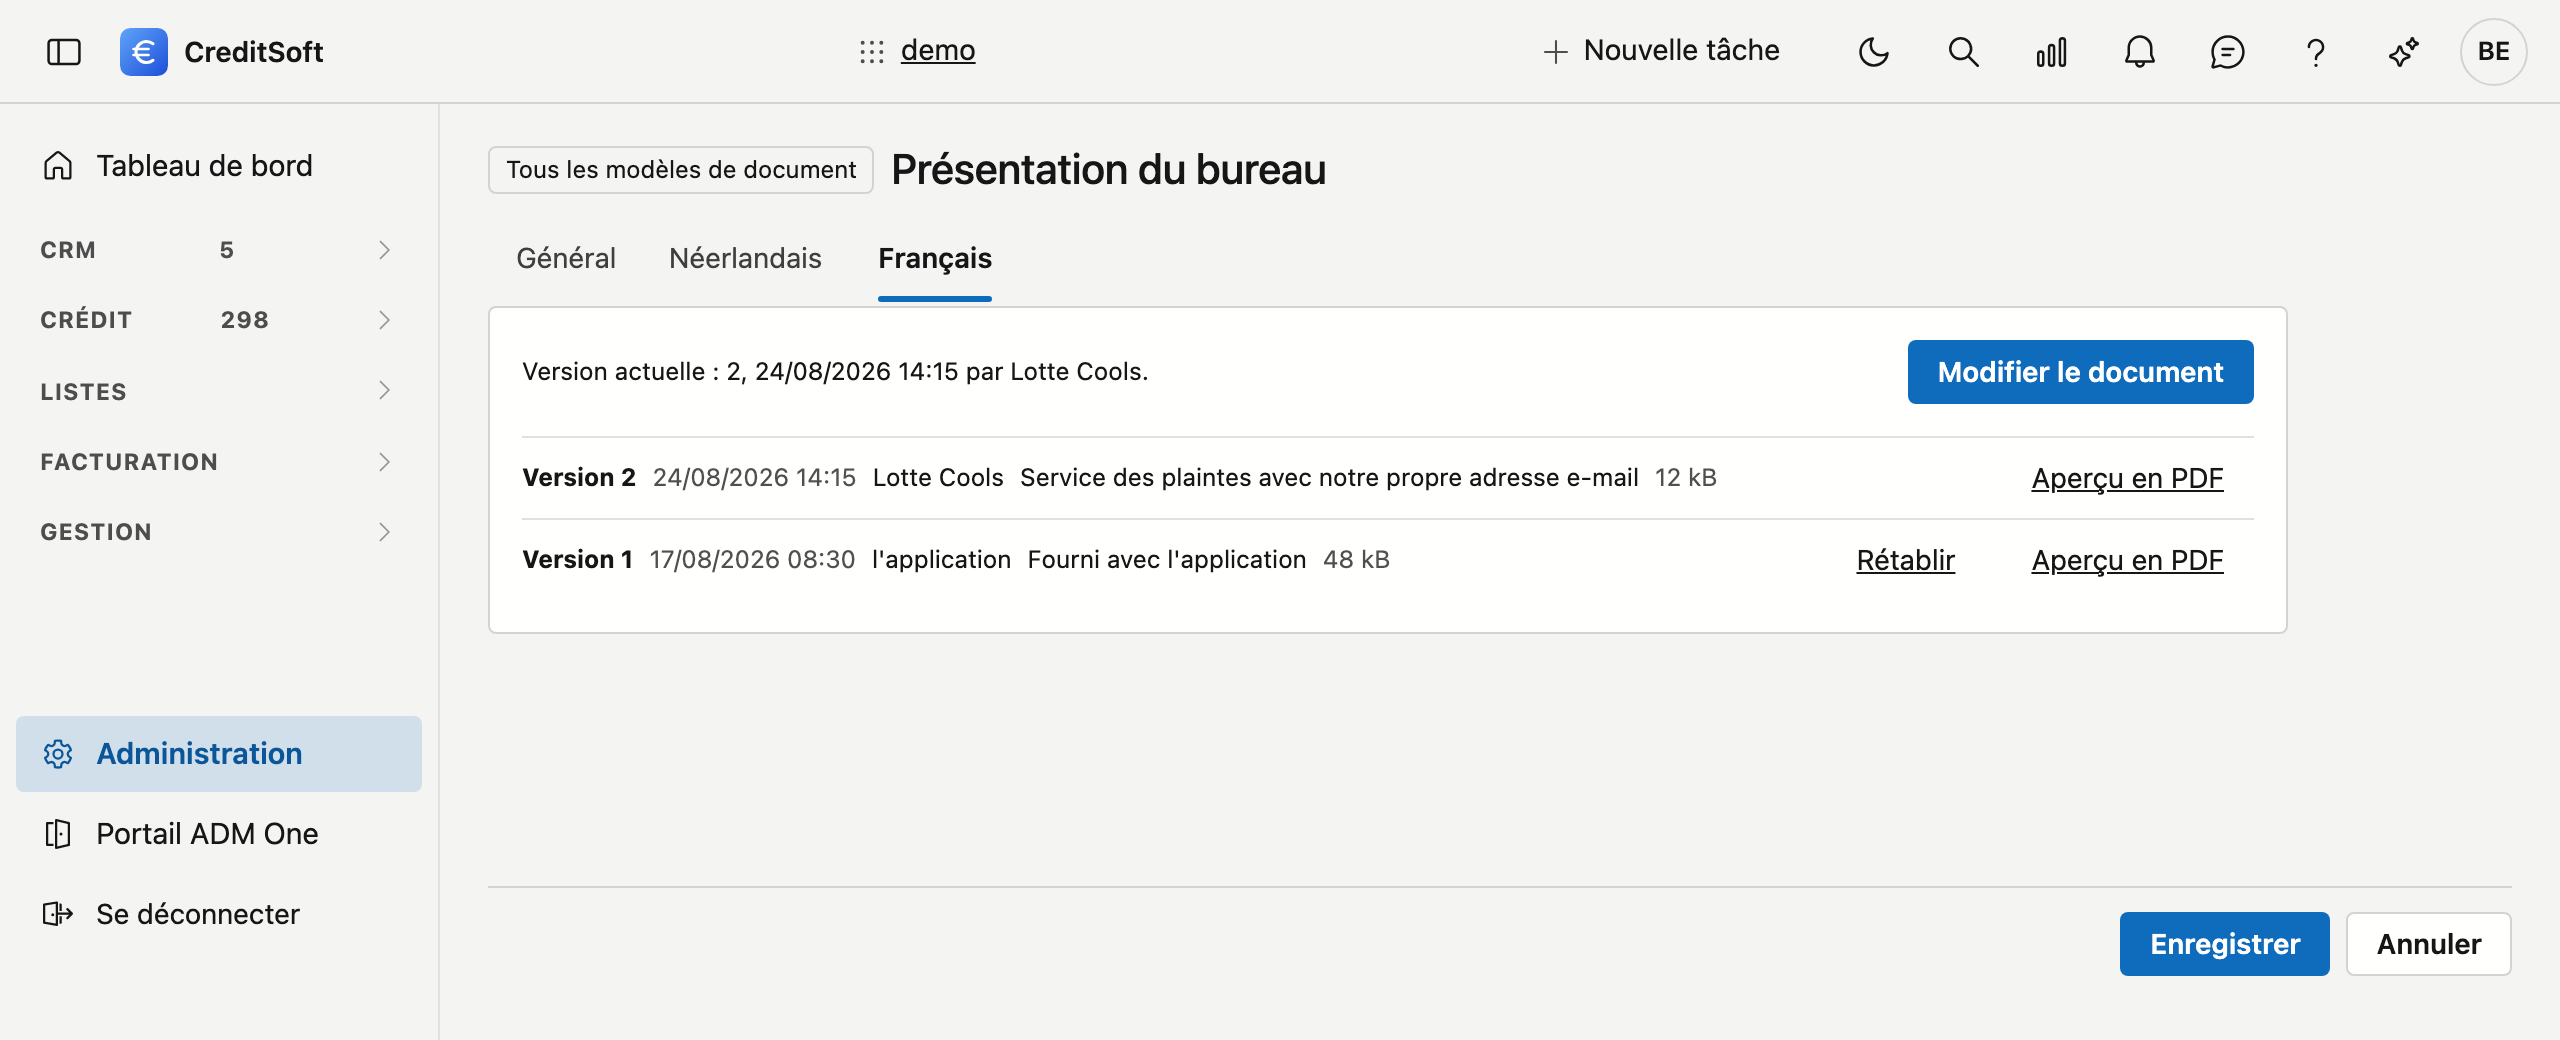 CreditSoft
demo
Nouvelle tâche
BE
Tableau de bord
CRM 5
CRÉDIT 298
LISTES
FACTURATION
GESTION
Administration
Portail ADM One
Se déconnecter
Tous les modèles de document Présentation du bureau
Général Néerlandais Français
Version actuelle : 2, 24/08/2026 14:15 par Lotte Cools. Modifier le document
Version 2 24/08/2026 14:15 Lotte Cools Service des plaintes avec notre propre adresse e-mail 12 kB Aperçu en PDF
Version 1 17/08/2026 08:30 l'application Fourni avec l'application 48 kB Rétablir Aperçu en PDF
Enregistrer Annuler